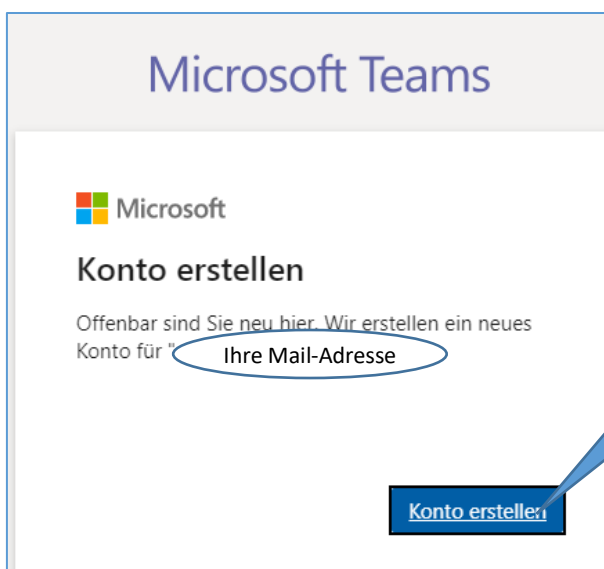 Microsoft Teams
Microsoft
Konto erstellen
Offenbar sind Sie neu hier. Wir erstellen ein neues
Konto für "
Ihre Mail-Adresse
Konto erstellen